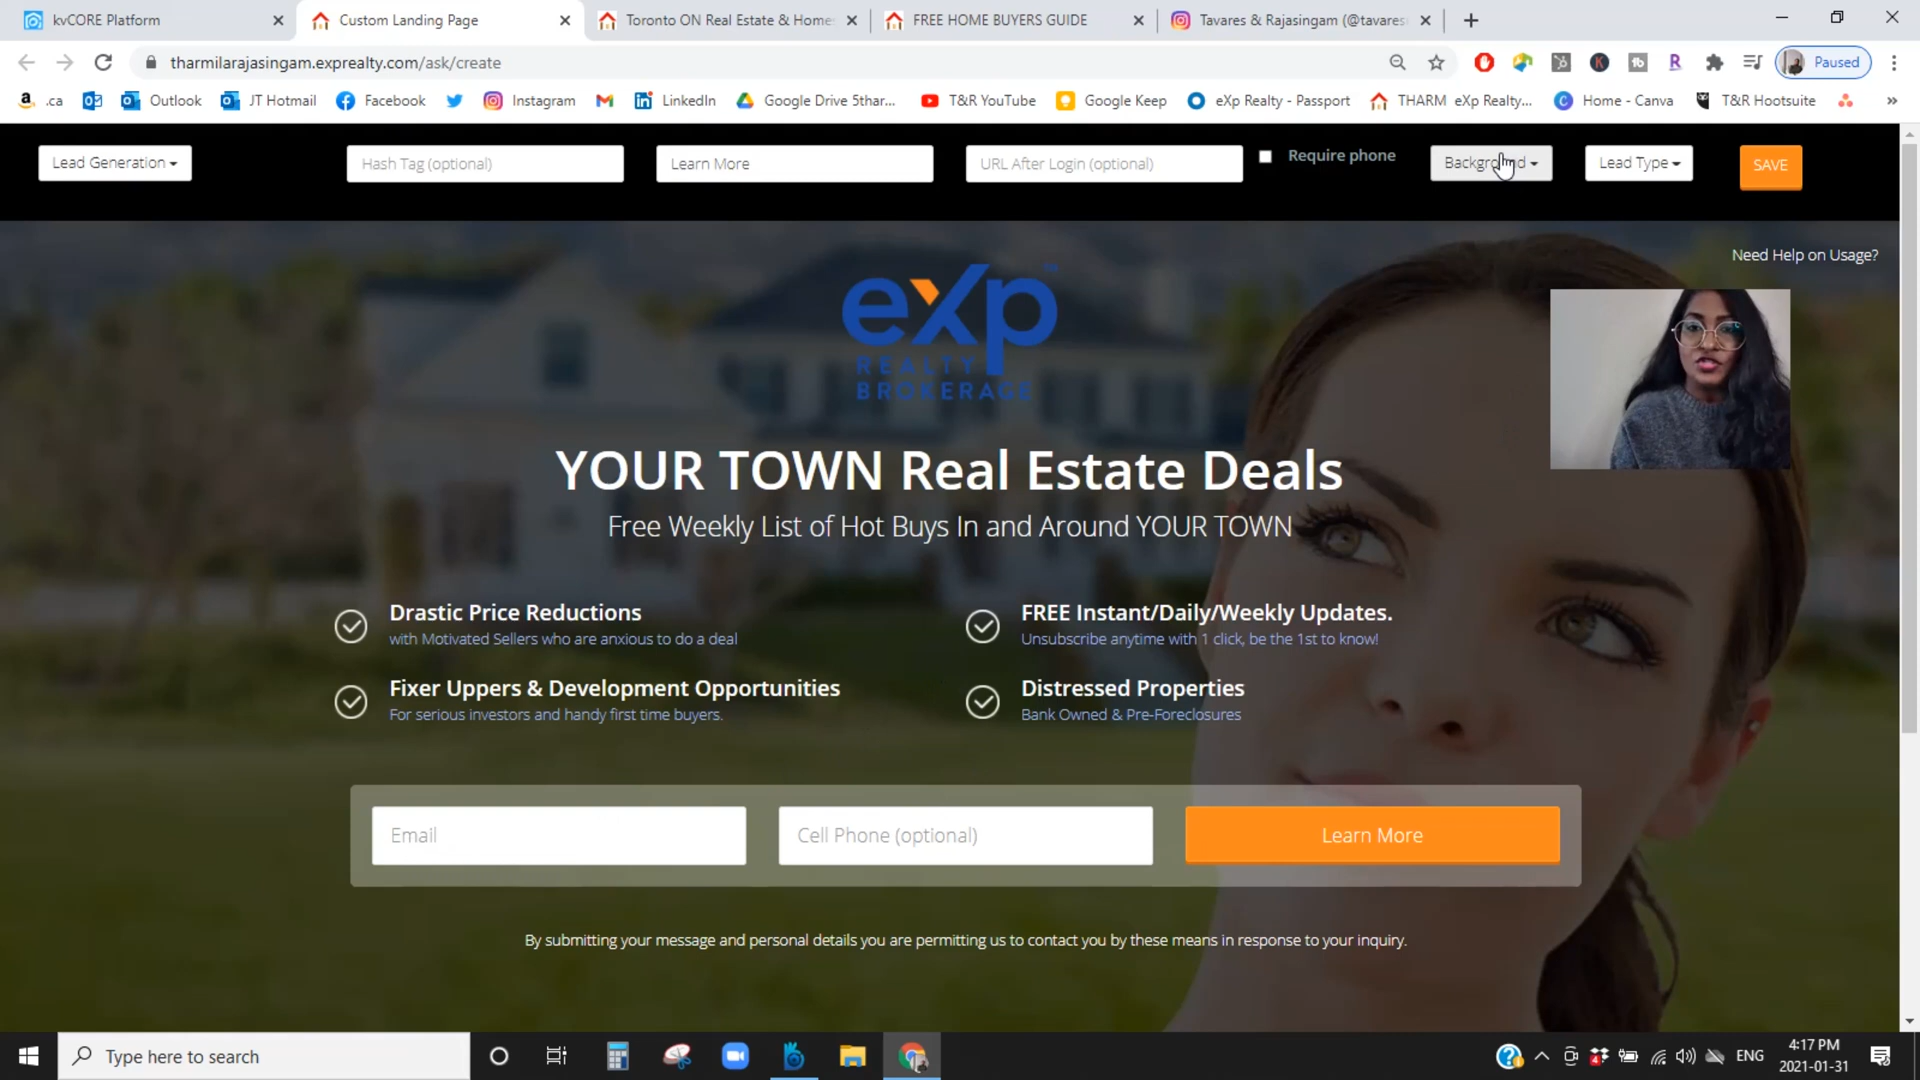 kvCORE Platform
Custom Landing Page
Toronto ON Real Estate & Home
FREE HOME BUYERS GUIDE
Tavares & Rajasingam (@tavares
tharmilarajasingam.exprealty.com/ask/create
Paused
.ca
Outlook
JT Hotmail
Facebook
Instagram
LinkedIn
Google Drive 5thar...
T&R YouTube
Google Keep
eXp Realty - Passport
THARM eXp Realty...
Home - Canva
T&R Hootsuite
Lead Generation
Hash Tag (optional)
Learn More
URL After Login (optional)
Require phone
Background
Lead Type
SAVE
Need Help on Usage?
eXp
REALTY
BROKERAGE
YOUR TOWN Real Estate Deals
Free Weekly List of Hot Buys In and Around YOUR TOWN
Drastic Price Reductions
with Motivated Sellers who are anxious to do a deal
FREE Instant/Daily/Weekly Updates.
Unsubscribe anytime with 1 click, be the 1st to know!
Fixer Uppers & Development Opportunities
For serious investors and handy first time buyers.
Distressed Properties
Bank Owned & Pre-Foreclosures
Email
Cell Phone (optional)
Learn More
By submitting your message and personal details you are permitting us to contact you by these means in response to your inquiry.
Type here to search
ENG
4:17 PM
2021-01-31